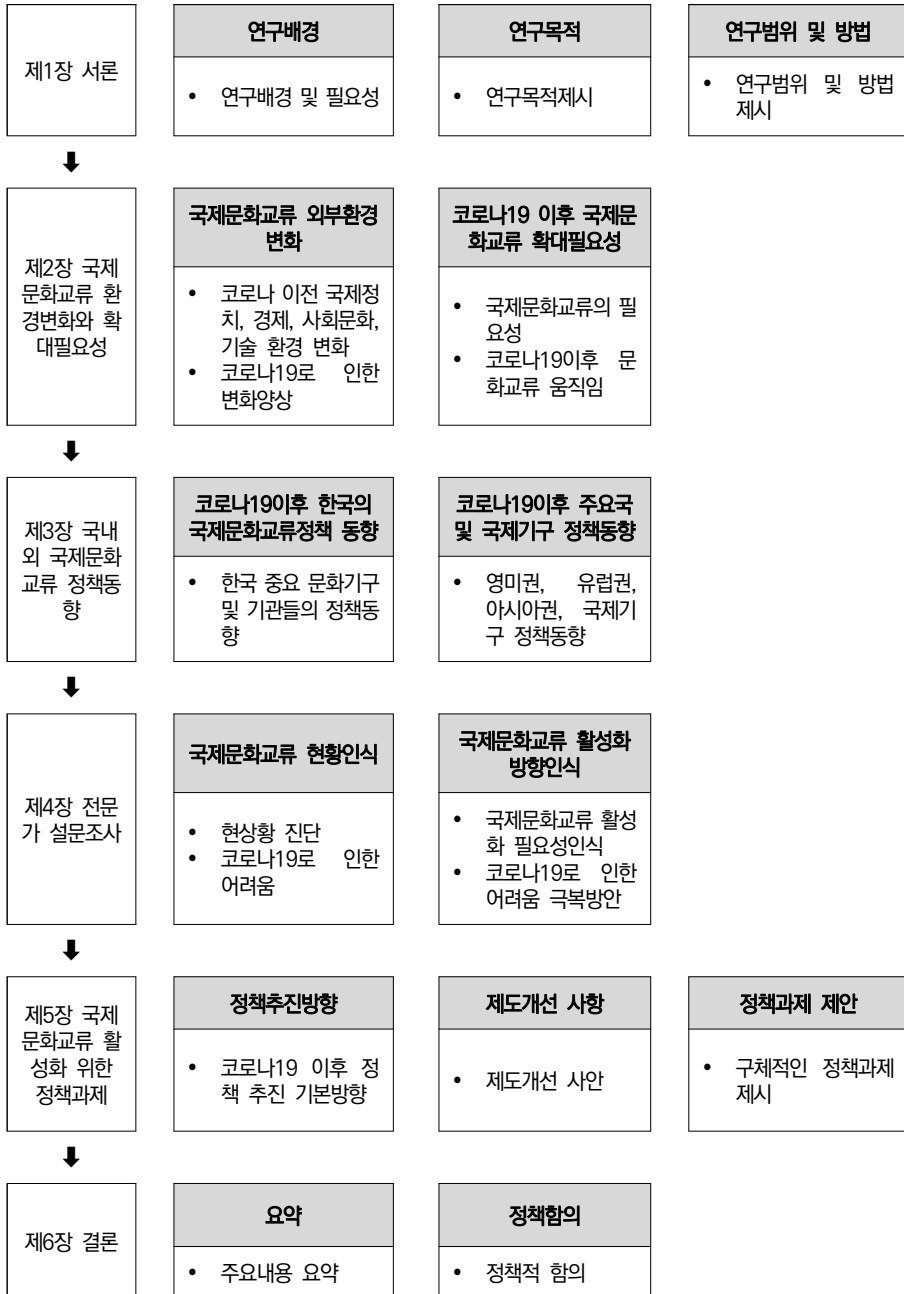 제1장 서론
연구배경
• 연구배경 및 필요성
연구목적
• 연구목적제시
연구범위 및 방법
• 연구범위 및 방법
제시
제2장 국제
문화교류 환
경변화와 확
대필요성
국제문화교류 외부환경
변화
• 코로나 이전 국제정
치, 경제, 사회문화,
기술 환경 변화
• 코로나19로 인한
변화양상
코로나19 이후 국제문
화교류 확대필요성
• 국제문화교류의 필
요성
• 코로나19이후 문
화교류 움직임
제3장 국내
외 국제문화
교류 정책동
향
코로나19이후 한국의
국제문화교류정책 동향
• 한국 중요 문화기구
및 기관들의 정책동
향
코로나19이후 주요국
및 국제기구 정책동향
• 영미권, 유럽권,
아시아권, 국제기
구 정책동향
제4장 전문
가 설문조사
국제문화교류 현황인식
• 현상황 진단
• 코로나19로 인한
어려움
국제문화교류 활성화
방향인식
• 국제문화교류 활성
화 필요성인식
• 코로나19로 인한
어려움 극복방안
제5장 국제
문화교류 활
성화 위한
정책과제
정책추진방향
• 코로나19 이후 정
책 추진 기본방향
제도개선 사항
• 제도개선 사안
정책과제 제안
• 구체적인 정책과제
제시
제6장 결론
요약
• 주요내용 요약
정책함의
• 정책적 함의